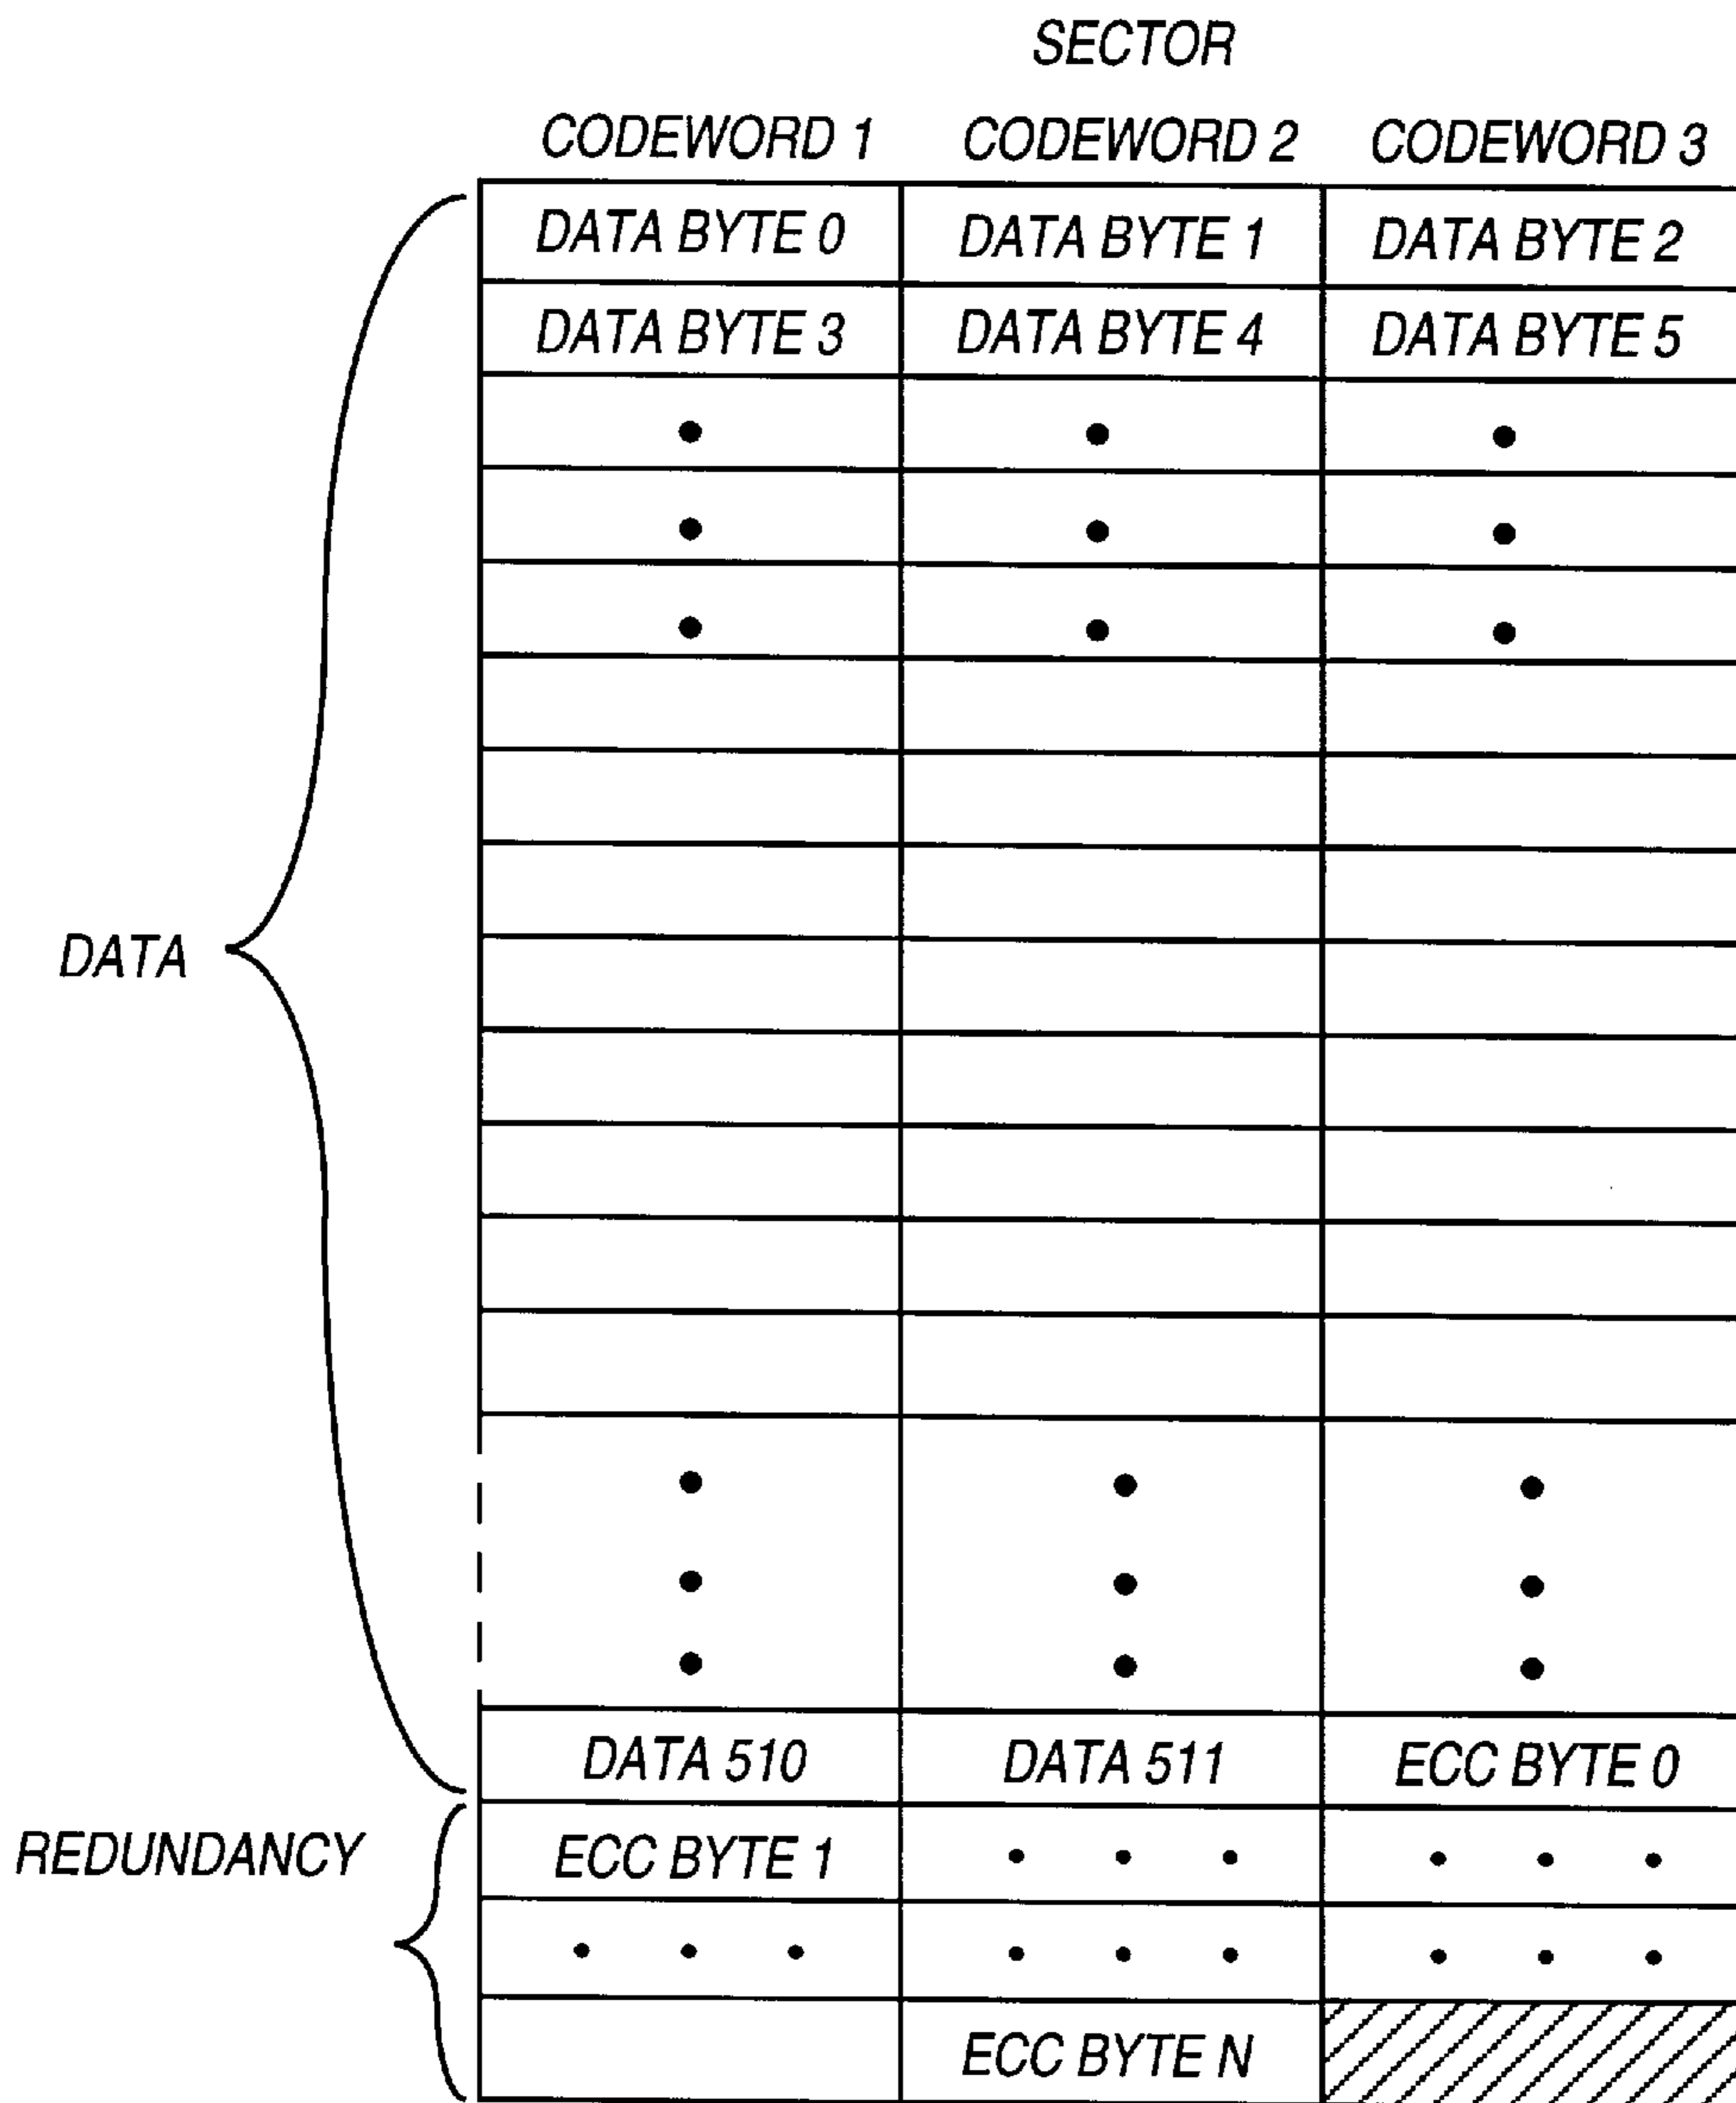 SECTOR
CODEWORD 1 CODEWORD 2 CODEWORD 3
DATA BYTE 0 DATA BYTE 1 DATA BYTE 2
DATA BYTE 3 DATA BYTE 4 DATA BYTE 5
DATA
DATA 510 DATA 511 ECC BYTE 0
REDUNDANCY ECC BYTE 1
ECC BYTE N